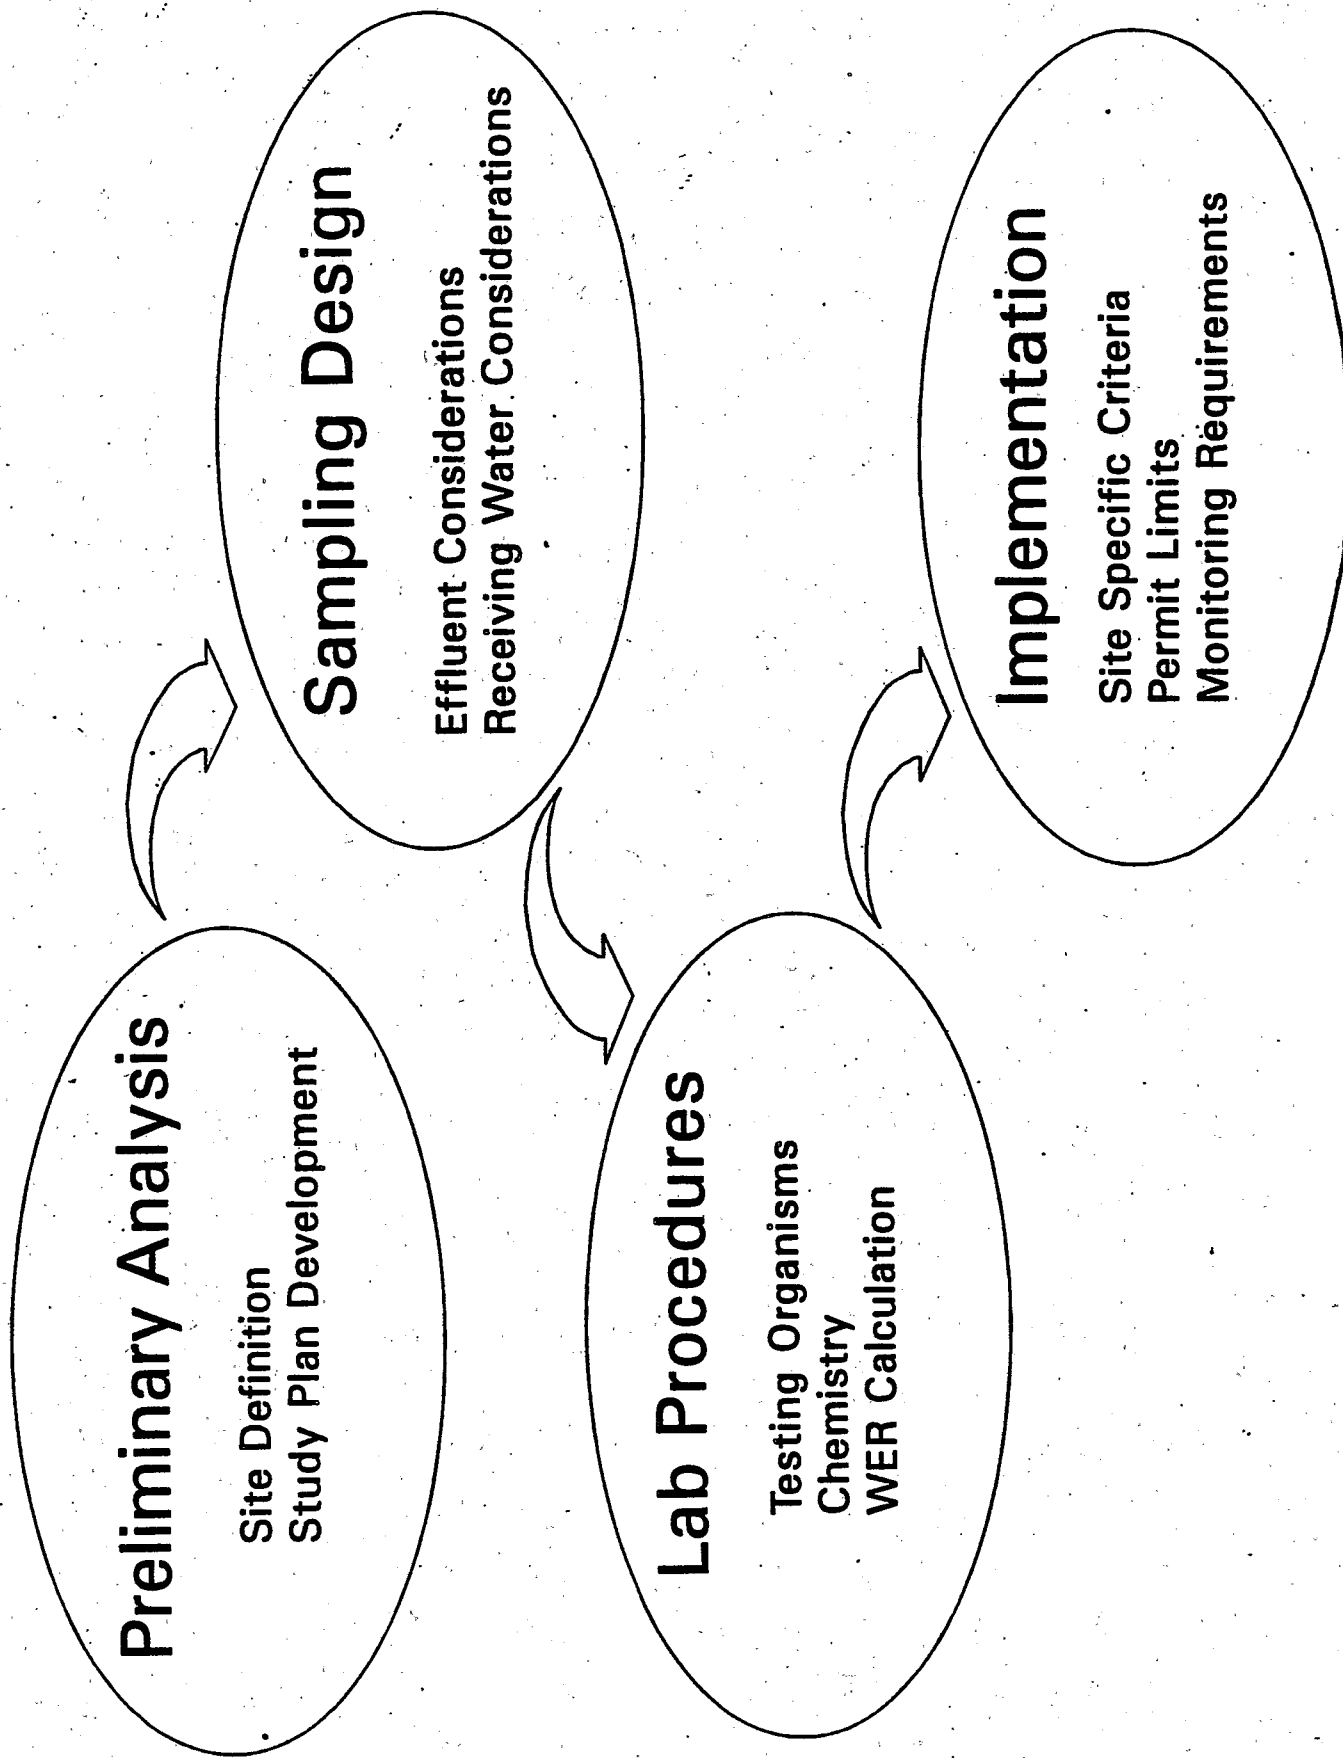 Preliminary Analysis
Site Definition
Study Plan Development
Sampling Design
Effluent Considerations
Receiving Water Considerations
Lab Procedures
Testing Organisms
Chemistry
WER Calculation
Implementation
Site Specific Criteria
Permit Limits
Monitoring Requirements